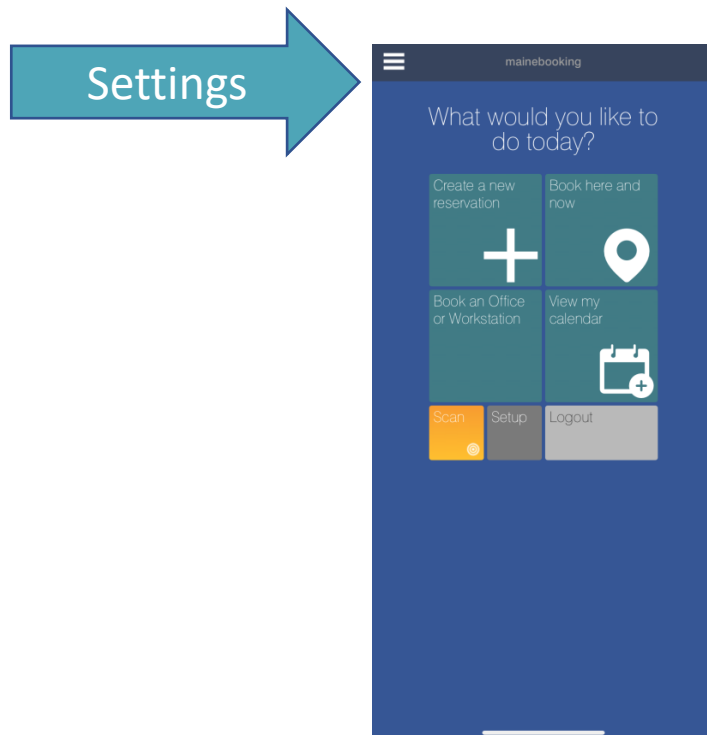 Settings
mainebooking
What would you like to
do today?
Create a new
reservation
Book here and
now
Book an Office
or Workstation
View my
calendar
Scan
Setup
Logout